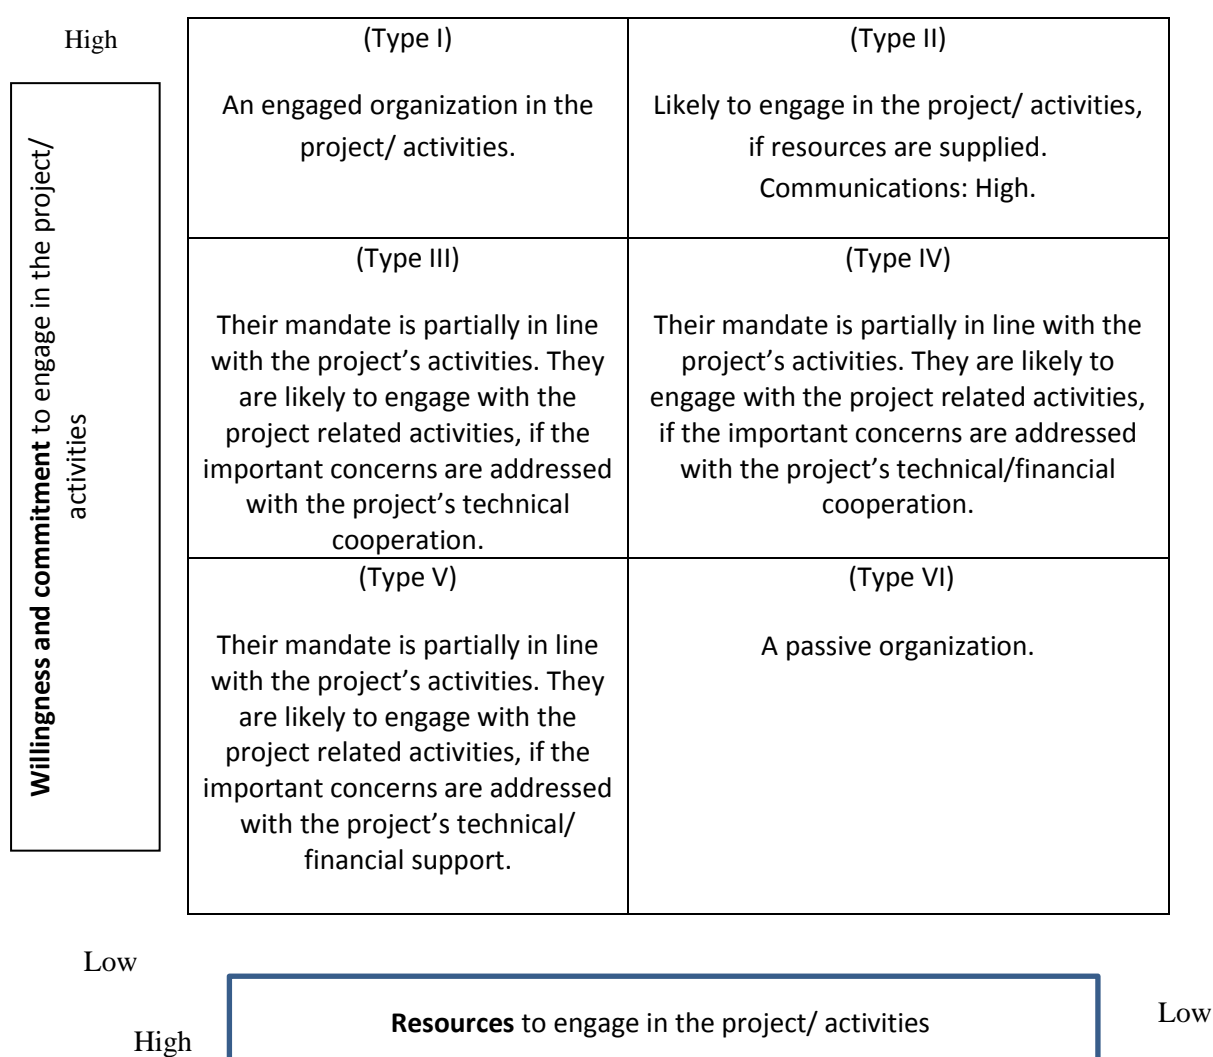 High
Willingness and commitment to engage in the project/
activities
(Type I)
An engaged organization in the
project/ activities.
(Type II)
Likely to engage in the project/ activities,
if resources are supplied.
Communications: High.
(Type III)
Their mandate is partially in line
with the project’s activities. They
are likely to engage with the
project related activities, if the
important concerns are addressed
with the project’s technical
cooperation.
(Type IV)
Their mandate is partially in line with the
project’s activities. They are likely to
engage with the project related activities,
if the important concerns are addressed
with the project’s technical/financial
cooperation.
(Type V)
Their mandate is partially in line
with the project’s activities. They
are likely to engage with the
project related activities, if the
important concerns are addressed
with the project’s technical/
financial support.
(Type VI)
A passive organization.
Low
High
Resources to engage in the project/ activities
Low